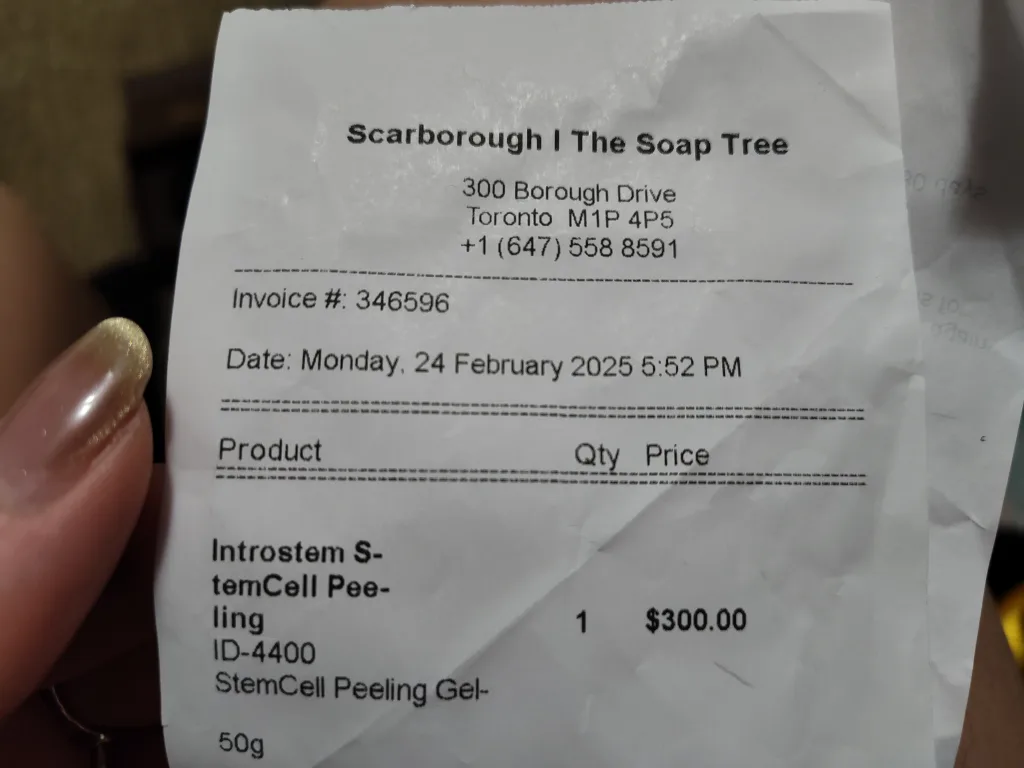 Scarborough | The Soap Tree
300 Borough Drive
Toronto M1P 4P5
+1 (647) 558 8591
Invoice #: 346596
Date: Monday, 24 February 2025 5:52 PM
Product Qty Price
Introstem S-
temCell Pee-
ling 1 $300.00
ID-4400
StemCell Peeling Gel-
50g